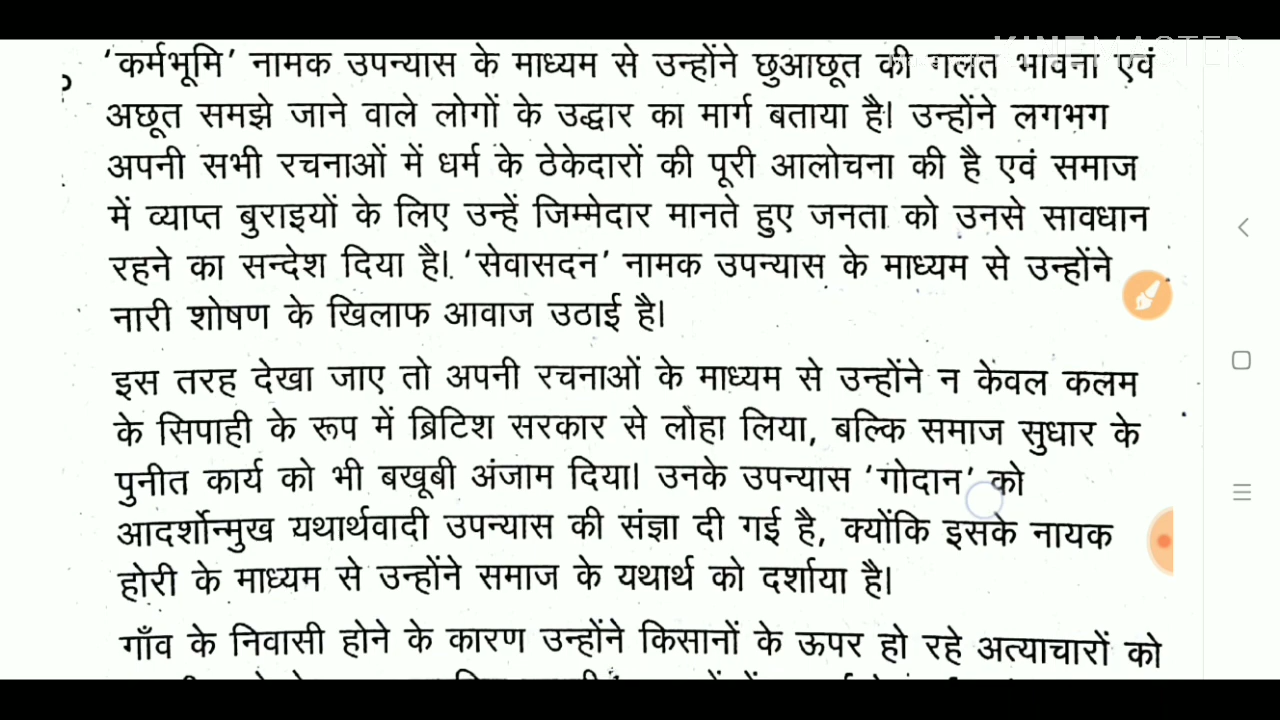 KINEMASTER
‘कर्मभूमि’ नामक उपन्यास के माध्यम से उन्होंने छुआछूत की गलत भावना एवं
अछूत समझे जाने वाले लोगों के उद्धार का मार्ग बताया है। उन्होंने लगभग
अपनी सभी रचनाओं में धर्म के ठेकेदारों की पूरी आलोचना की है एवं समाज
में व्याप्त बुराइयों के लिए उन्हें जिम्मेदार मानते हुए जनता को उनसे सावधान
रहने का सन्देश दिया है। ‘सेवासदन’ नामक उपन्यास के माध्यम से उन्होंने
नारी शोषण के खिलाफ आवाज उठाई है।
इस तरह देखा जाए तो अपनी रचनाओं के माध्यम से उन्होंने न केवल कलम
के सिपाही के रूप में ब्रिटिश सरकार से लोहा लिया, बल्कि समाज सुधार के
पुनीत कार्य को भी बखूबी अंजाम दिया। उनके उपन्यास ‘गोदान’ को
आदर्शोन्मुख यथार्थवादी उपन्यास की संज्ञा दी गई है, क्योंकि इसके नायक
होरी के माध्यम से उन्होंने समाज के यथार्थ को दर्शाया है।
गाँव के निवासी होने के कारण उन्होंने किसानों के ऊपर हो रहे अत्याचारों को